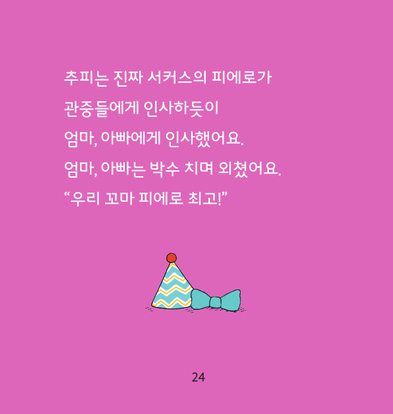 추피는 진짜 서커스의 피에로가
관중들에게 인사하듯이
엄마, 아빠에게 인사했어요.
엄마, 아빠는 박수 치며 외쳤어요.
“우리 꼬마 피에로 최고!”
24